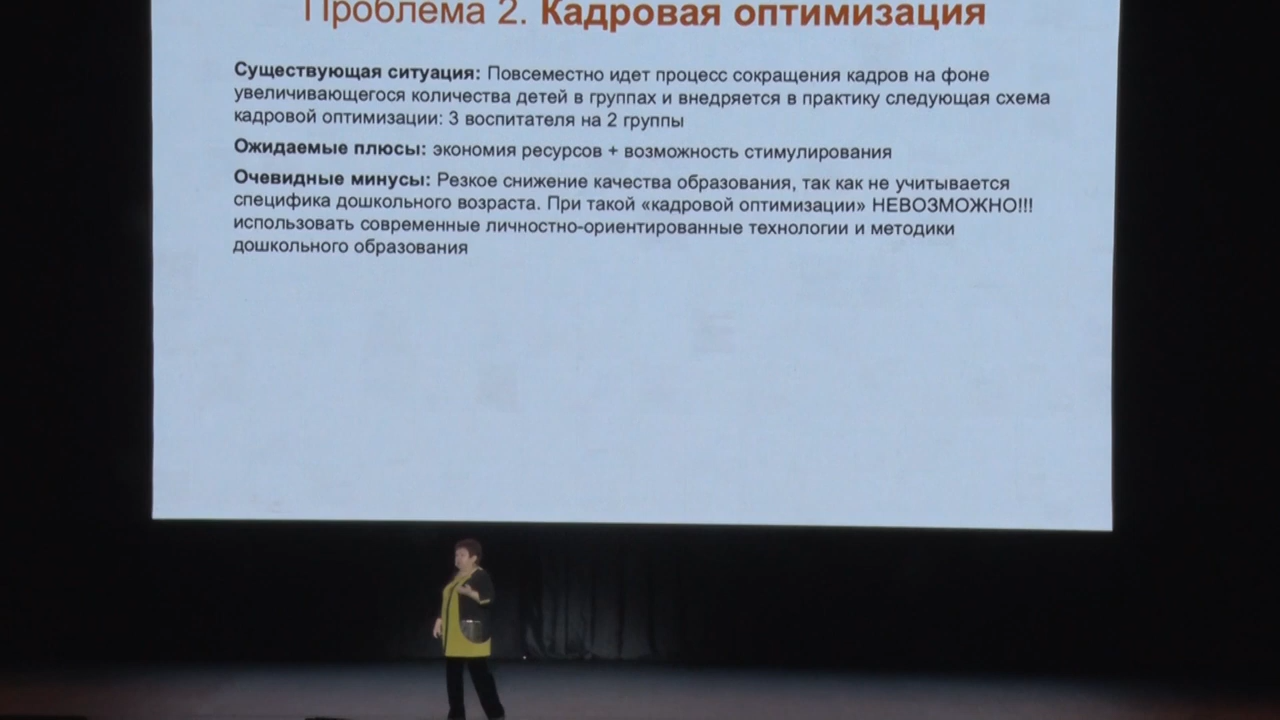 Проблема 2. Кадровая оптимизация
Существующая ситуация: Повсеместно идет процесс сокращения кадров на фоне
увеличивающегося количества детей в группах и внедряется в практику следующая схема
кадровой оптимизации: 3 воспитателя на 2 группы
Ожидаемые плюсы: экономия ресурсов + возможность стимулирования
Очевидные минусы: Резкое снижение качества образования, так как не учитывается
специфика дошкольного возраста. При такой «кадровой оптимизации» НЕВОЗМОЖНО!!!
использовать современные личностно-ориентированные технологии и методики
дошкольного образования